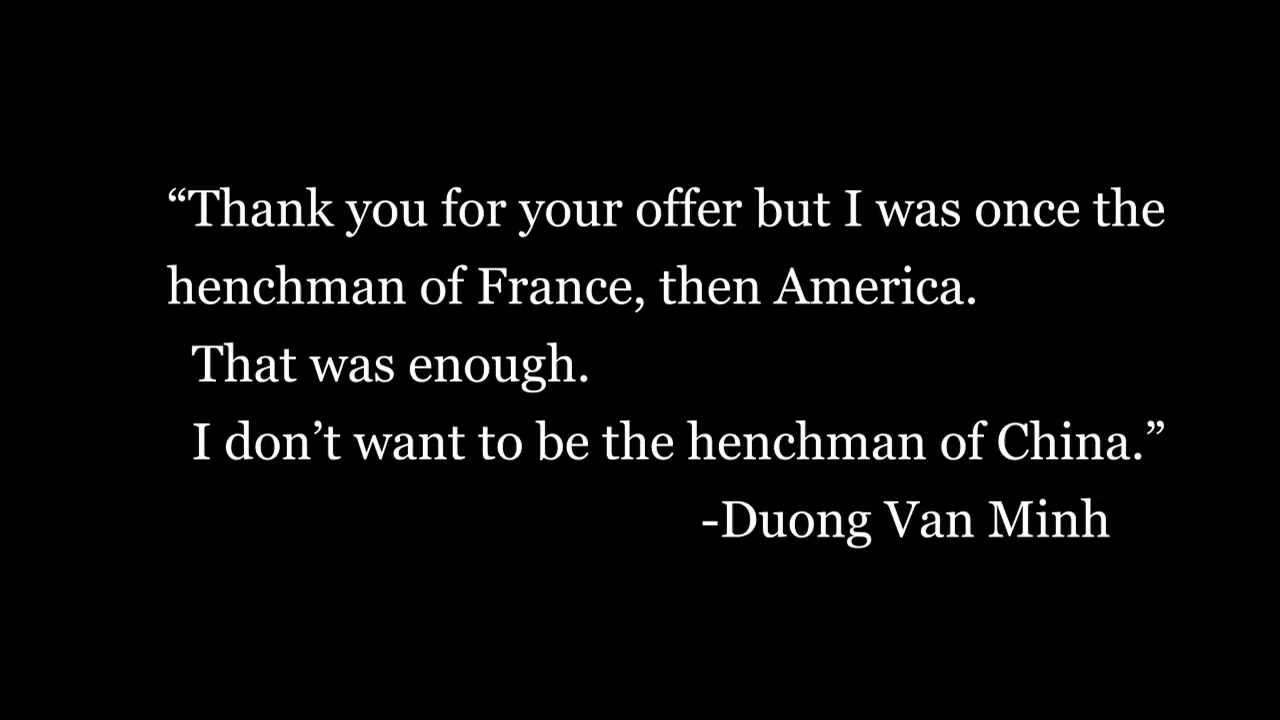 “Thank you for your offer but I was once the
henchman of France, then America.
That was enough.
I don’t want to be the henchman of China.”
-Duong Van Minh